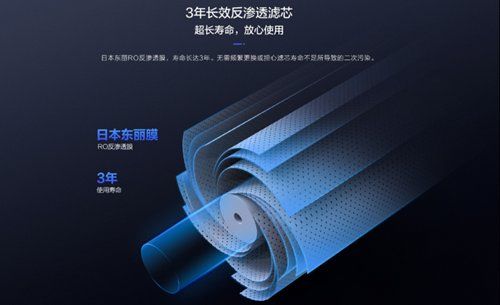 3年长效反渗透滤芯
超长寿命，放心使用
日本东丽RO反渗透膜，寿命长达3年。无需频繁更换或担心滤芯寿命不足所导致的二次污染。
日本东丽膜
RO反渗透膜
3年
使用寿命